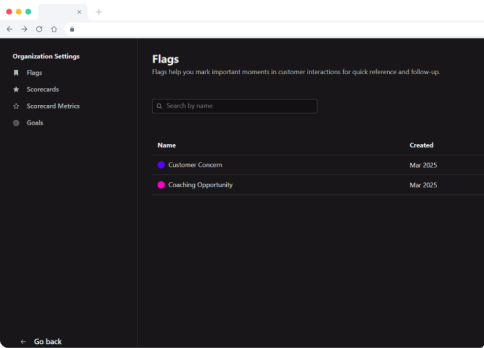 Organization Settings
Flags
Scorecards
Scorecard Metrics
Goals
Go back
Flags
Flags help you mark important moments in customer interactions for quick reference and follow-up.
Search by name
Name Created
Customer Concern Mar 2025
Coaching Opportunity Mar 2025